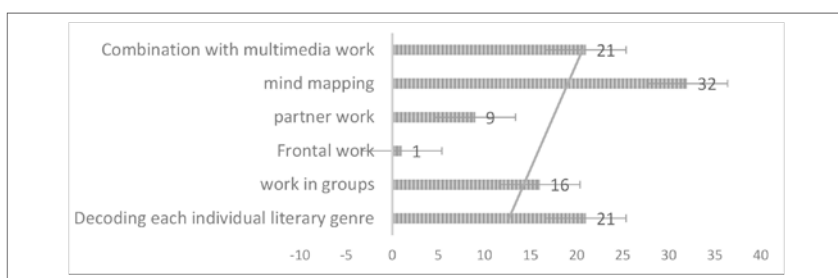 Combination with multimedia work 21
mind mapping 32
partner work 9
Frontal work 1
work in groups 16
Decoding each individual literary genre 21
-10 -5 0 5 10 15 20 25 30 35 40